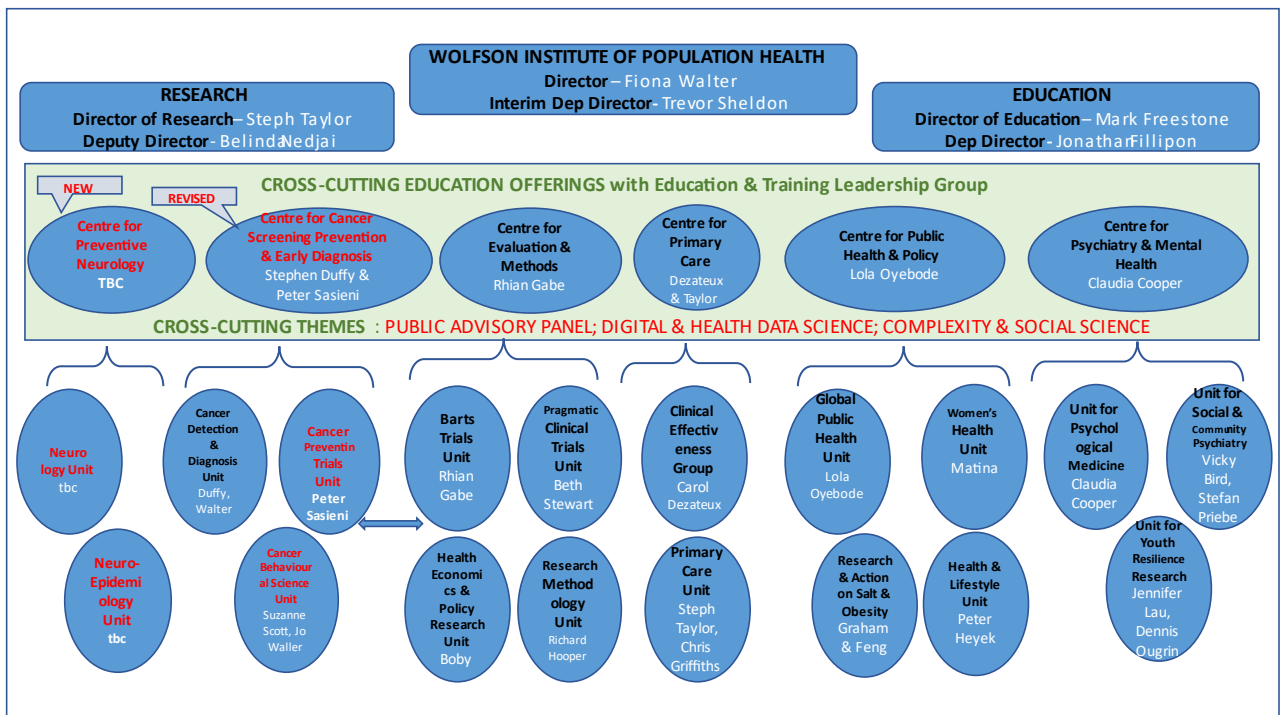 WOLFSON INSTITUTE OF POPULATION HEALTH
Director – Fiona Walter
Interim Dep Director - Trevor Sheldon
RESEARCH
Director of Research – Steph Taylor
Deputy Director - Belinda Nedjai
EDUCATION
Director of Education – Mark Freestone
Dep Director - Jonathan Fillipon
CROSS-CUTTING EDUCATION OFFERINGS with Education & Training Leadership Group
NEW
Centre for
Preventive
Neurology
TBC
REVISED
Centre for Cancer
Screening Prevention
& Early Diagnosis
Stephen Duffy &
Peter Sasieni
Centre for
Evaluation &
Methods
Rhian Gabe
Centre for
Primary
Care
Dezateux
& Taylor
Centre for Public
Health & Policy
Lola Oyebode
Centre for
Psychiatry & Mental
Health
Claudia Cooper
CROSS-CUTTING THEMES : PUBLIC ADVISORY PANEL; DIGITAL & HEALTH DATA SCIENCE; COMPLEXITY & SOCIAL SCIENCE
Neuro
logy Unit
tbc
Cancer
Detection
&
Diagnosis
Unit
Duffy,
Walter
Cancer
Preventin
Trials
Unit
Peter
Sasieni
Barts
Trials
Unit
Rhian
Gabe
Pragmatic
Clinical
Trials
Unit
Beth
Stewart
Clinical
Effectiv
eness
Group
Carol
Dezateux
Global
Public
Health
Unit
Lola
Oyebode
Women's
Health
Unit
Matina
Unit for
Psychol
ogical
Medicine
Claudia
Cooper
Unit for
Social &
Community
Psychiatry
Vicky
Bird,
Stefan
Priebe
Neuro-
Epidemi
ology
Unit
tbc
Cancer
Behaviour
al Science
Unit
Suzanne
Scott, Jo
Waller
Health
Economi
cs &
Policy
Research
Unit
Boby
Research
Method
ology
Unit
Richard
Hooper
Primary
Care
Unit
Steph
Taylor,
Chris
Griffiths
Research
& Action
on Salt &
Obesity
Graham
& Feng
Health &
Lifestyle
Unit
Peter
Heyek
Unit for
Youth
Resilience
Research
Jennifer
Lau,
Dennis
Ougrin